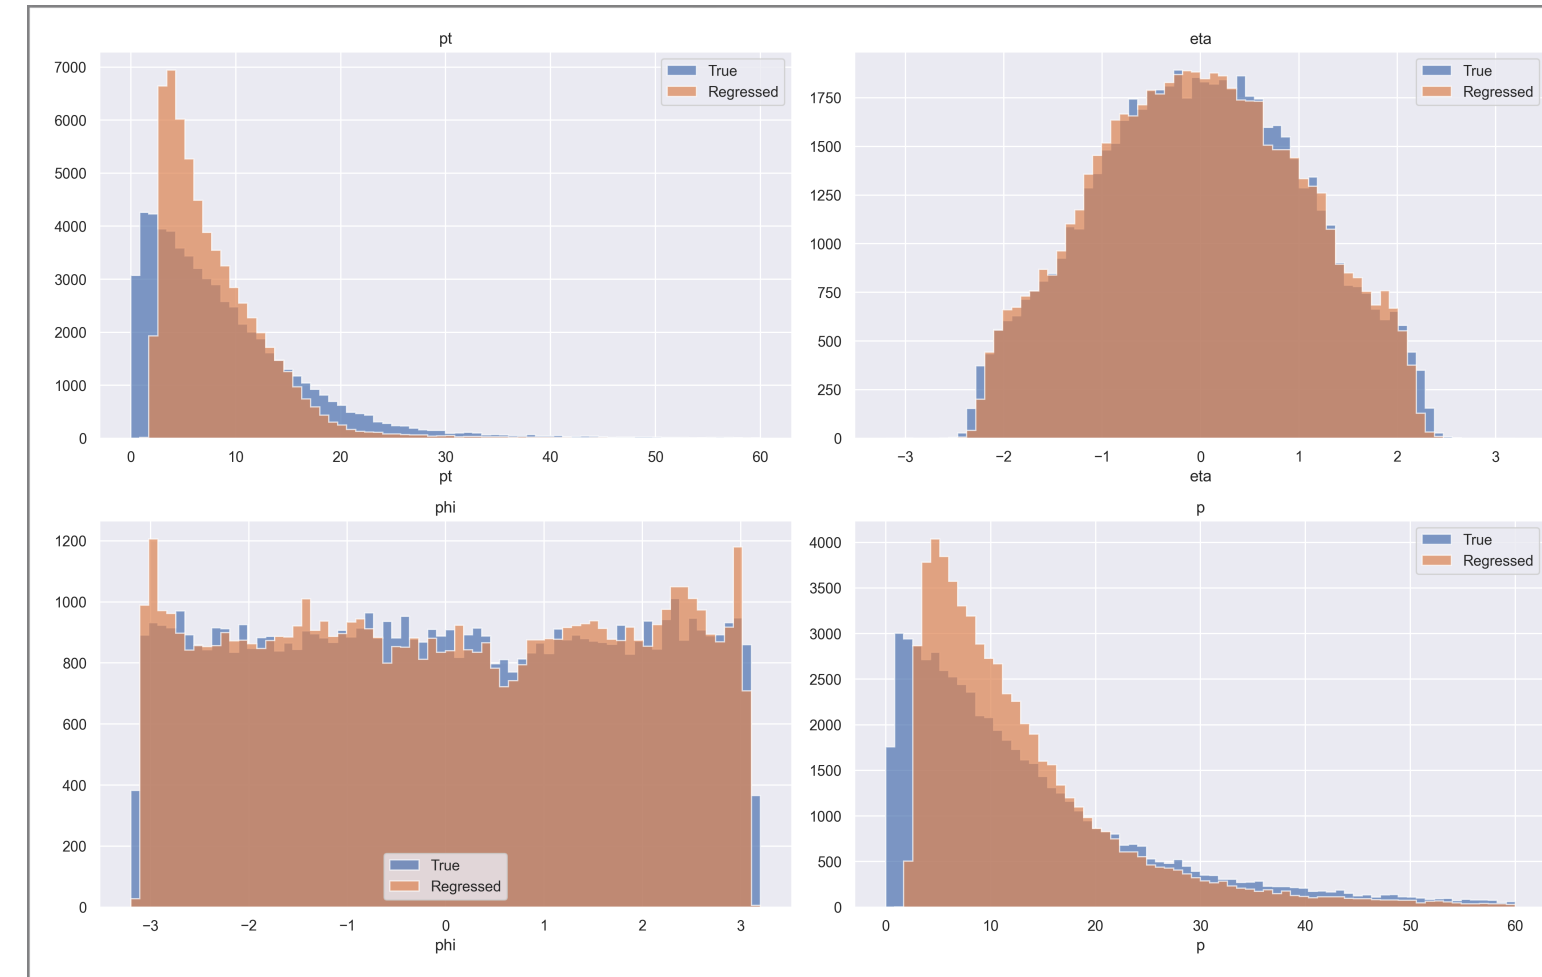 pt
7000
6000
5000
4000
3000
2000
1000
0
0 10 20 30 40 50 60
pt
True
Regressed
eta
1750
1500
1250
1000
750
500
250
0
−3 −2 −1 0 1 2 3
eta
True
Regressed
phi
1200
1000
800
600
400
200
0
−3 −2 −1 0 1 2 3
phi
True
Regressed
p
4000
3500
3000
2500
2000
1500
1000
500
0
0 10 20 30 40 50 60
p
True
Regressed